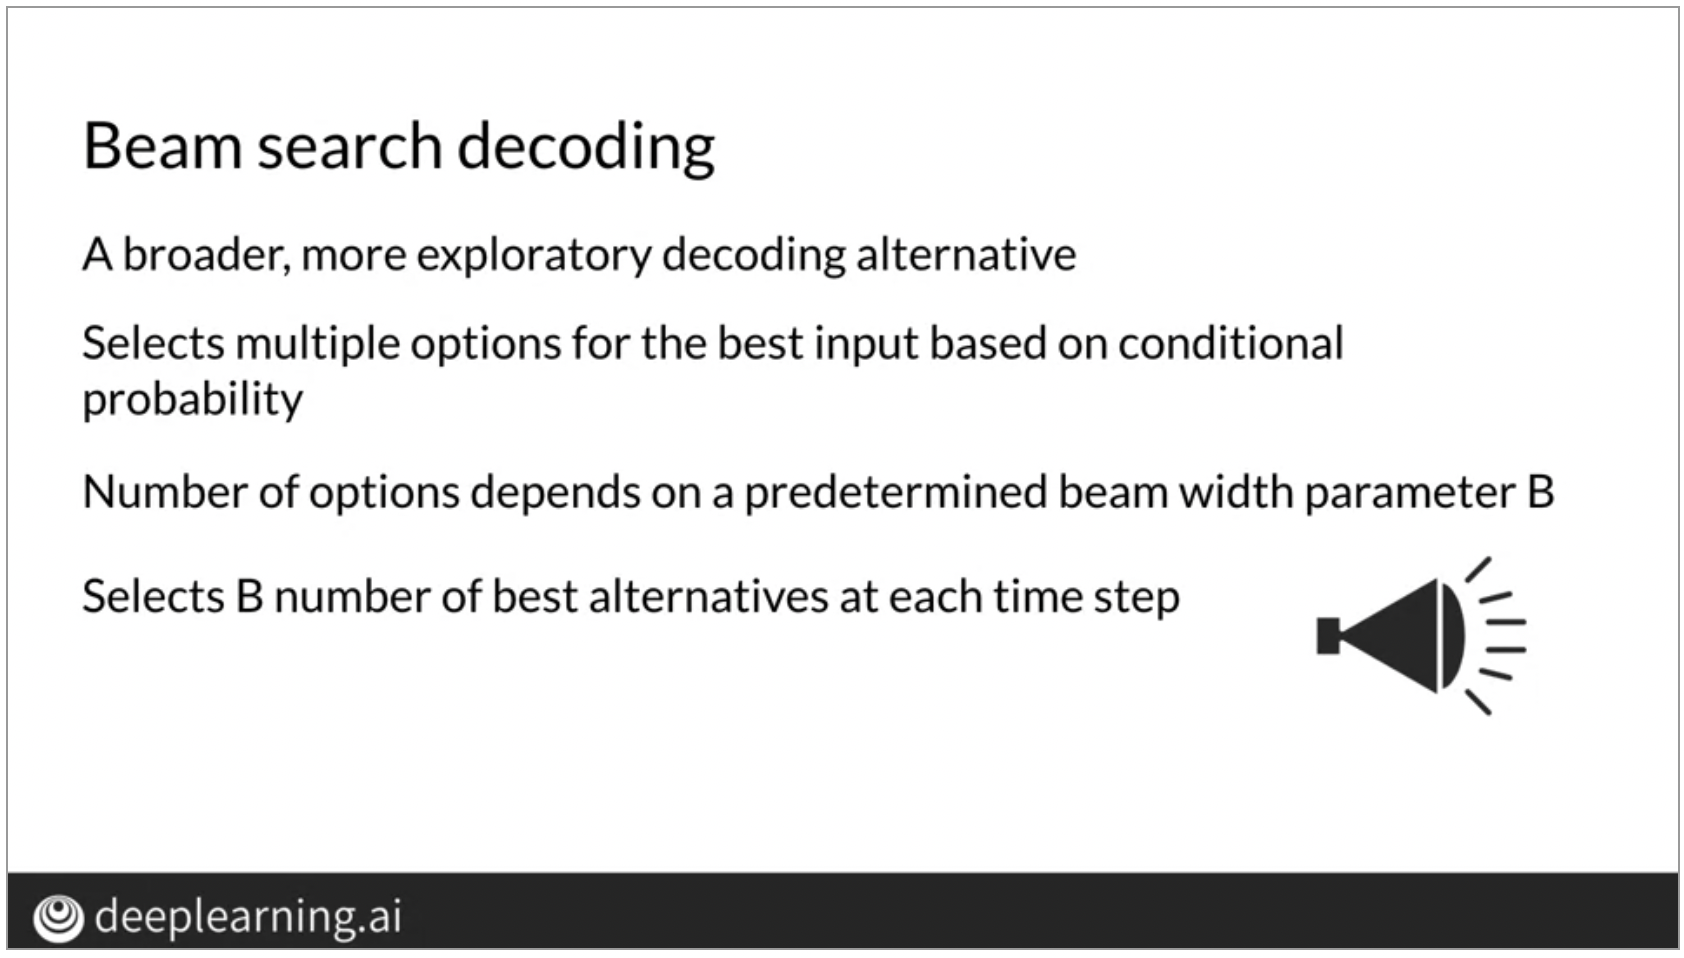 Beam search decoding
A broader, more exploratory decoding alternative
Selects multiple options for the best input based on conditional
probability
Number of options depends on a predetermined beam width parameter B
Selects B number of best alternatives at each time step
deeplearning.ai